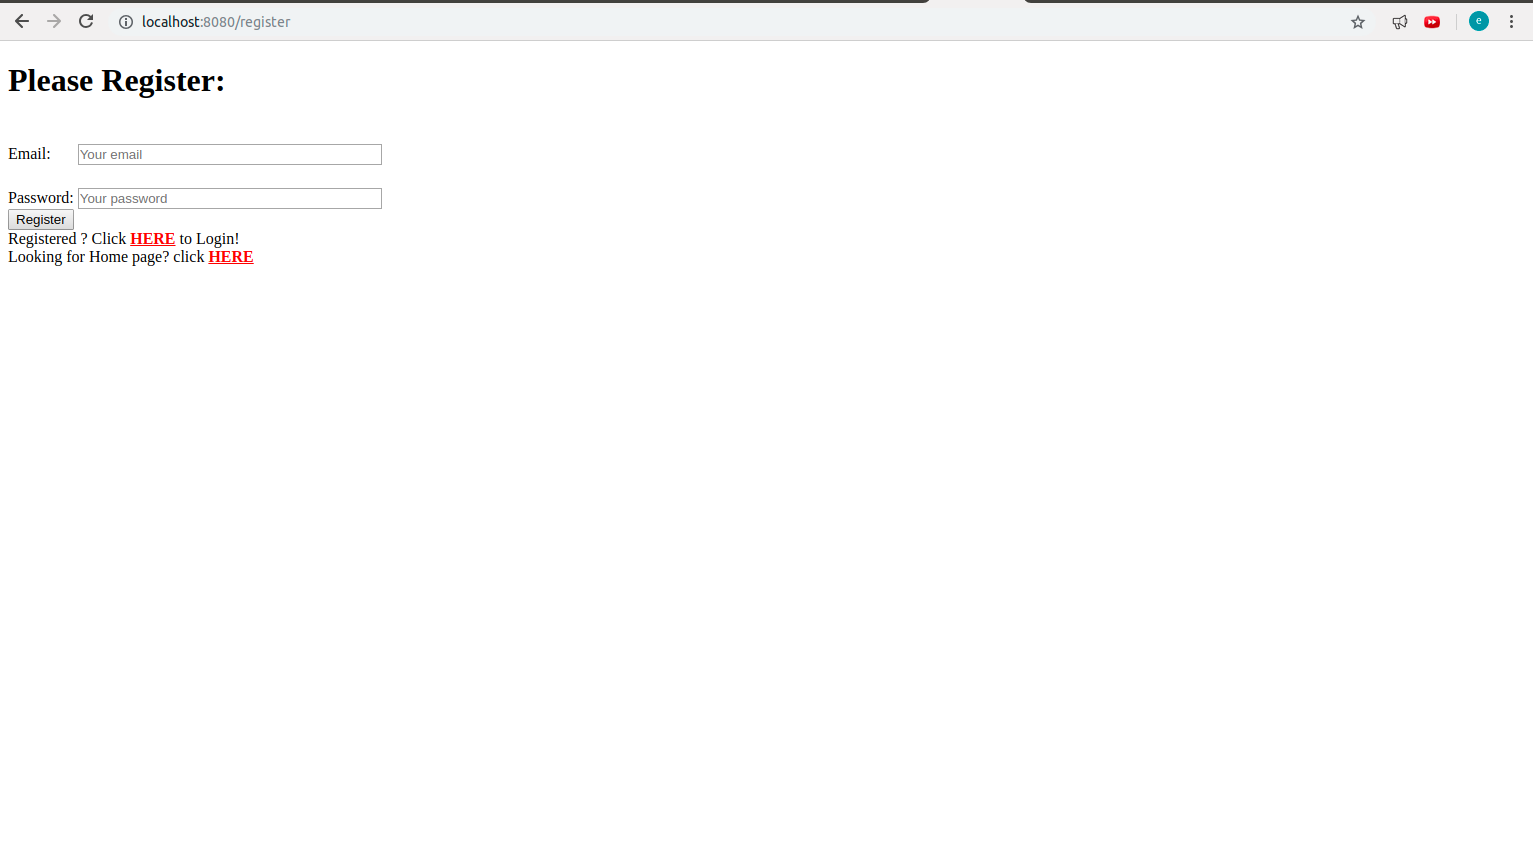 localhost:8080/register
e
Please Register:
Email: Your email
Password: Your password
Register
Registered ? Click HERE to Login!
Looking for Home page? click HERE